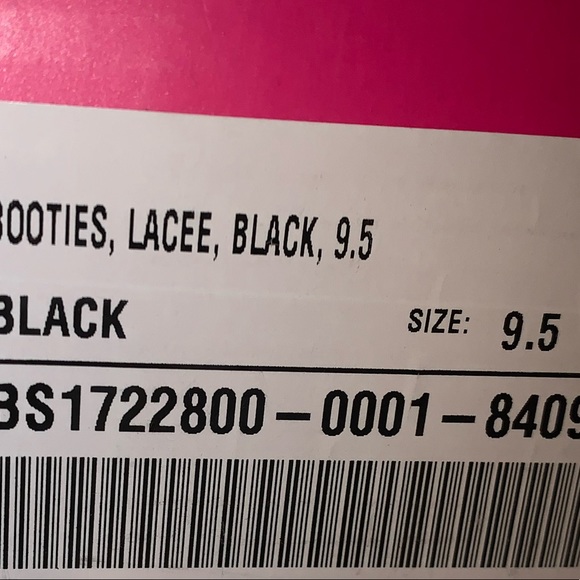 BOOTIES, LACEE, BLACK, 9.5
BLACK SIZE: 9.5
BS1722800-0001-8409